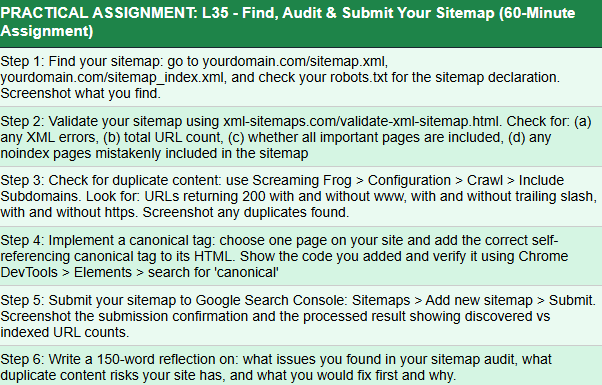 PRACTICAL ASSIGNMENT: L35 - Find, Audit & Submit Your Sitemap (60-Minute
Assignment)
Step 1: Find your sitemap: go to yourdomain.com/sitemap.xml,
yourdomain.com/sitemap_index.xml, and check your robots.txt for the sitemap declaration.
Screenshot what you find.
Step 2: Validate your sitemap using xml-sitemaps.com/validate-xml-sitemap.html. Check for: (a)
any XML errors, (b) total URL count, (c) whether all important pages are included, (d) any
noindex pages mistakenly included in the sitemap
Step 3: Check for duplicate content: use Screaming Frog > Configuration > Crawl > Include
Subdomains. Look for: URLs returning 200 with and without www, with and without trailing slash,
with and without https. Screenshot any duplicates found.
Step 4: Implement a canonical tag: choose one page on your site and add the correct self-
referencing canonical tag to its HTML. Show the code you added and verify it using Chrome
DevTools > Elements > search for 'canonical'
Step 5: Submit your sitemap to Google Search Console: Sitemaps > Add new sitemap > Submit.
Screenshot the submission confirmation and the processed result showing discovered vs
indexed URL counts.
Step 6: Write a 150-word reflection on: what issues you found in your sitemap audit, what
duplicate content risks your site has, and what you would fix first and why.